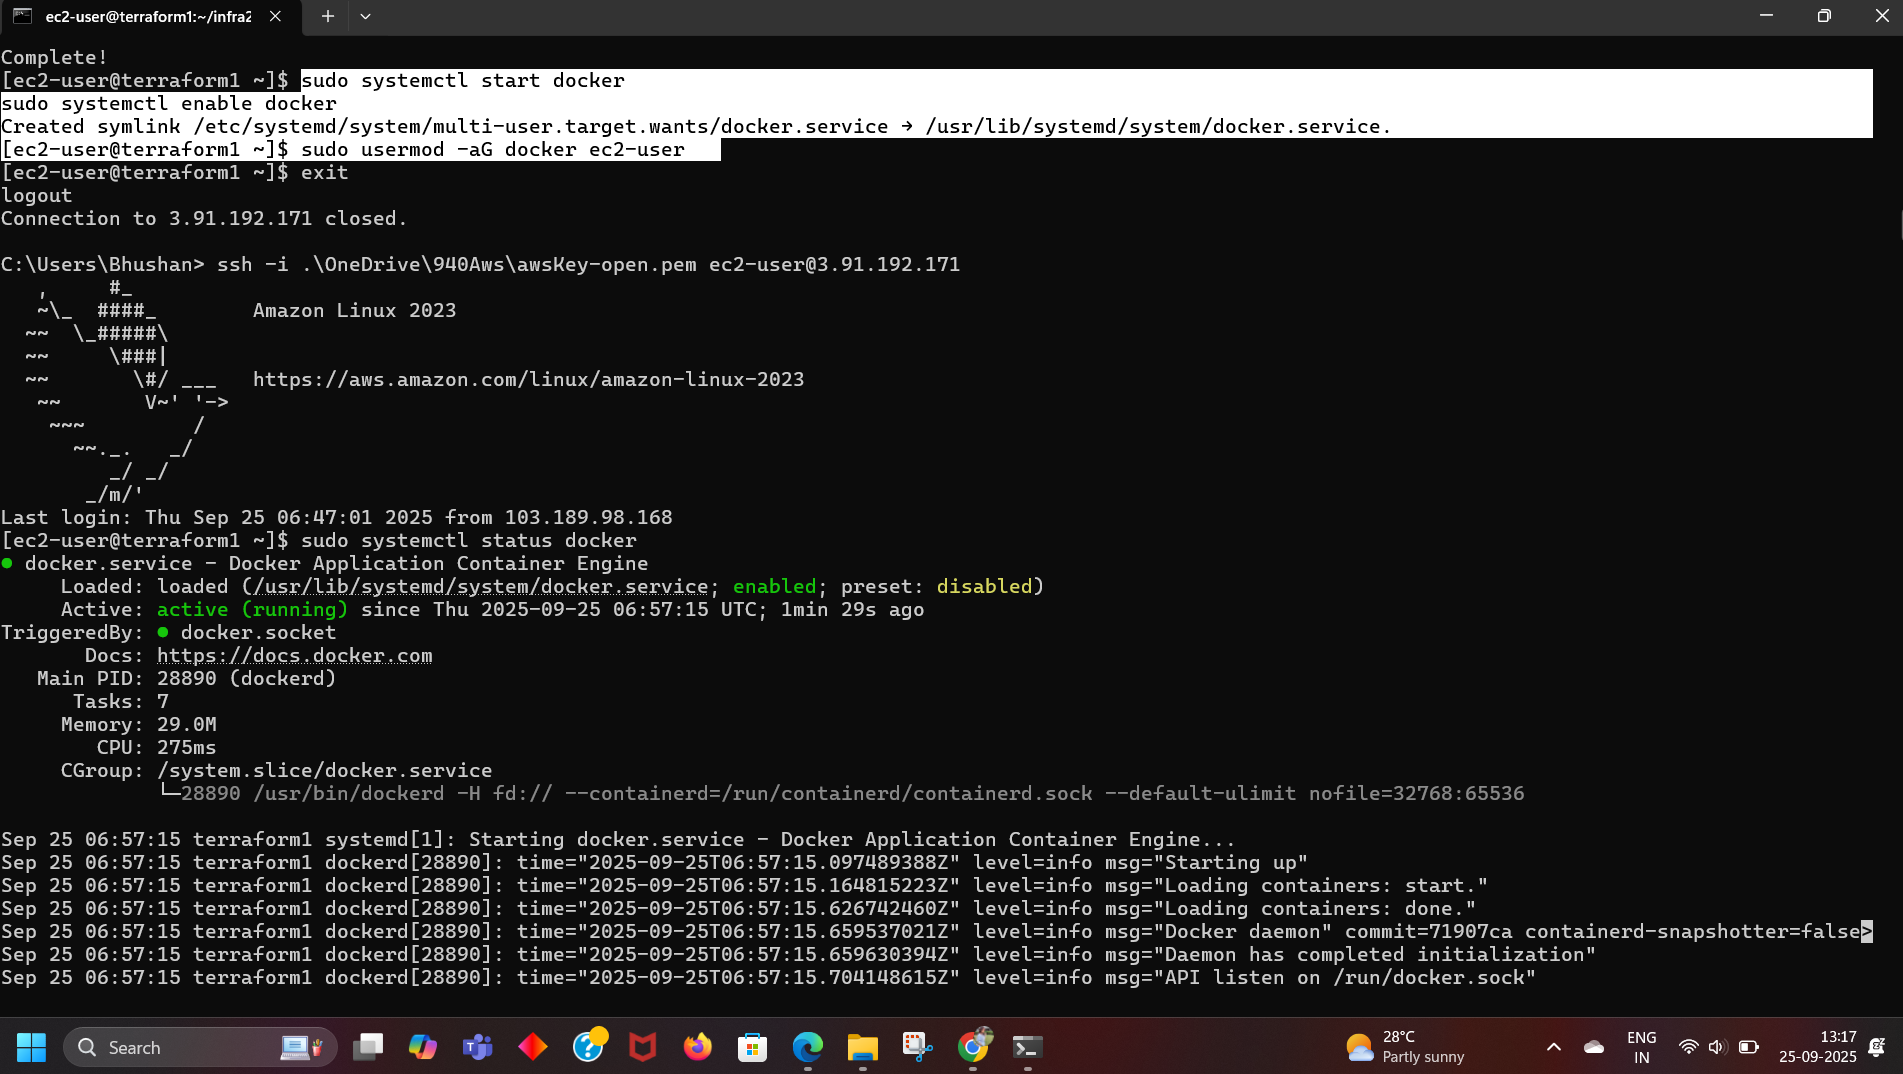 ec2-user@terraform1:~/infra2
Complete!
[ec2-user@terraform1 ~]$ sudo systemctl start docker
sudo systemctl enable docker
Created symlink /etc/systemd/system/multi-user.target.wants/docker.service → /usr/lib/systemd/system/docker.service.
[ec2-user@terraform1 ~]$ sudo usermod -aG docker ec2-user
[ec2-user@terraform1 ~]$ exit
logout
Connection to 3.91.192.171 closed.
C:\Users\Bhushan> ssh -i .\OneDrive\940Aws\awsKey-open.pem ec2-user@3.91.192.171
   ,     #_
   ~\_  ####_        Amazon Linux 2023
  ~~  \_#####\
  ~~     \###|
  ~~       \#/ ___   https://aws.amazon.com/linux/amazon-linux-2023
   ~~       V~' '->
    ~~~         /
      ~~._.   _/
         _/ _/
       _/m/'
Last login: Thu Sep 25 06:47:01 2025 from 103.189.98.168
[ec2-user@terraform1 ~]$ sudo systemctl status docker
● docker.service - Docker Application Container Engine
     Loaded: loaded (/usr/lib/systemd/system/docker.service; enabled; preset: disabled)
     Active: active (running) since Thu 2025-09-25 06:57:15 UTC; 1min 29s ago
TriggeredBy: ● docker.socket
       Docs: https://docs.docker.com
   Main PID: 28890 (dockerd)
      Tasks: 7
     Memory: 29.0M
        CPU: 275ms
     CGroup: /system.slice/docker.service
             └─28890 /usr/bin/dockerd -H fd:// --containerd=/run/containerd/containerd.sock --default-ulimit nofile=32768:65536
Sep 25 06:57:15 terraform1 systemd[1]: Starting docker.service - Docker Application Container Engine...
Sep 25 06:57:15 terraform1 dockerd[28890]: time="2025-09-25T06:57:15.097489388Z" level=info msg="Starting up"
Sep 25 06:57:15 terraform1 dockerd[28890]: time="2025-09-25T06:57:15.164815223Z" level=info msg="Loading containers: start."
Sep 25 06:57:15 terraform1 dockerd[28890]: time="2025-09-25T06:57:15.626742460Z" level=info msg="Loading containers: done."
Sep 25 06:57:15 terraform1 dockerd[28890]: time="2025-09-25T06:57:15.659537021Z" level=info msg="Docker daemon" commit=71907ca containerd-snapshotter=false>
Sep 25 06:57:15 terraform1 dockerd[28890]: time="2025-09-25T06:57:15.659630394Z" level=info msg="Daemon has completed initialization"
Sep 25 06:57:15 terraform1 dockerd[28890]: time="2025-09-25T06:57:15.704148615Z" level=info msg="API listen on /run/docker.sock"
Search
28°C
Partly sunny
ENG
IN
13:17
25-09-2025